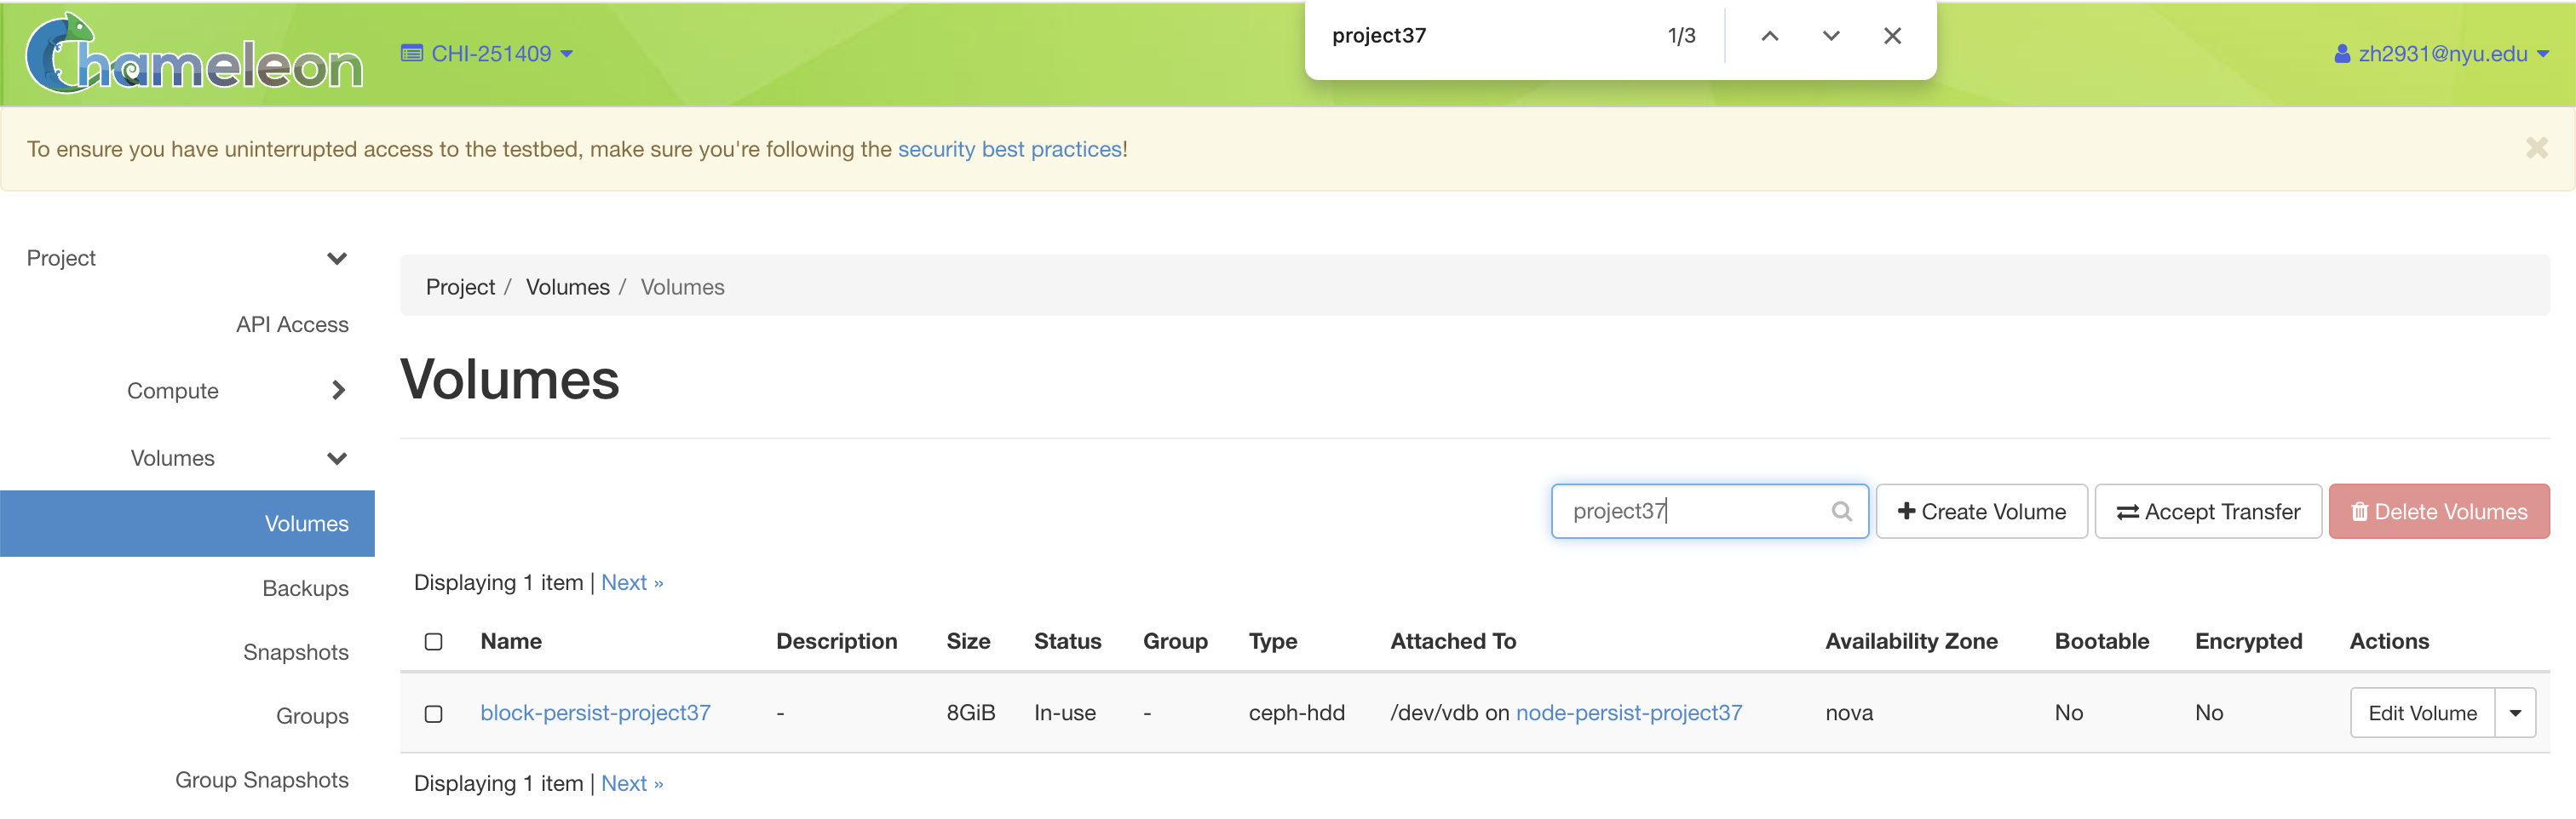 Chameleon
CHI-251409
project37 1/3
zh2931@nyu.edu
To ensure you have uninterrupted access to the testbed, make sure you're following the security best practices!
Project
API Access
Compute
Volumes
Volumes
Backups
Snapshots
Groups
Group Snapshots
Project / Volumes / Volumes
Volumes
project37
Create Volume
Accept Transfer
Delete Volumes
Displaying 1 item | Next »
Name Description Size Status Group Type Attached To Availability Zone Bootable Encrypted Actions
block-persist-project37 - 8GiB In-use - ceph-hdd /dev/vdb on node-persist-project37 nova No No Edit Volume
Displaying 1 item | Next »